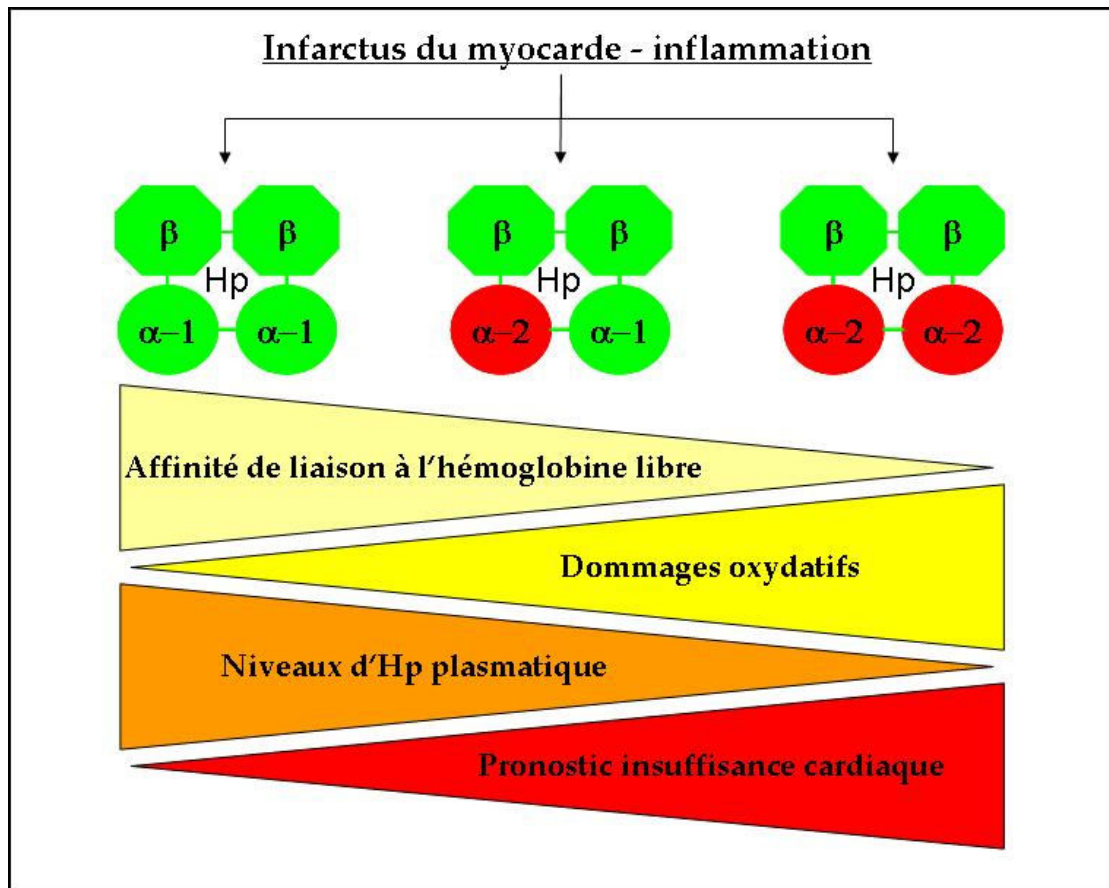 Infarctus du myocarde - inflammation
β β β β β β
Hp Hp Hp
α–1 α–1 α–2 α–1 α–2 α–2
Affinité de liaison à l’hémoglobine libre
Dommages oxydatifs
Niveaux d’Hp plasmatique
Pronostic insuffisance cardiaque